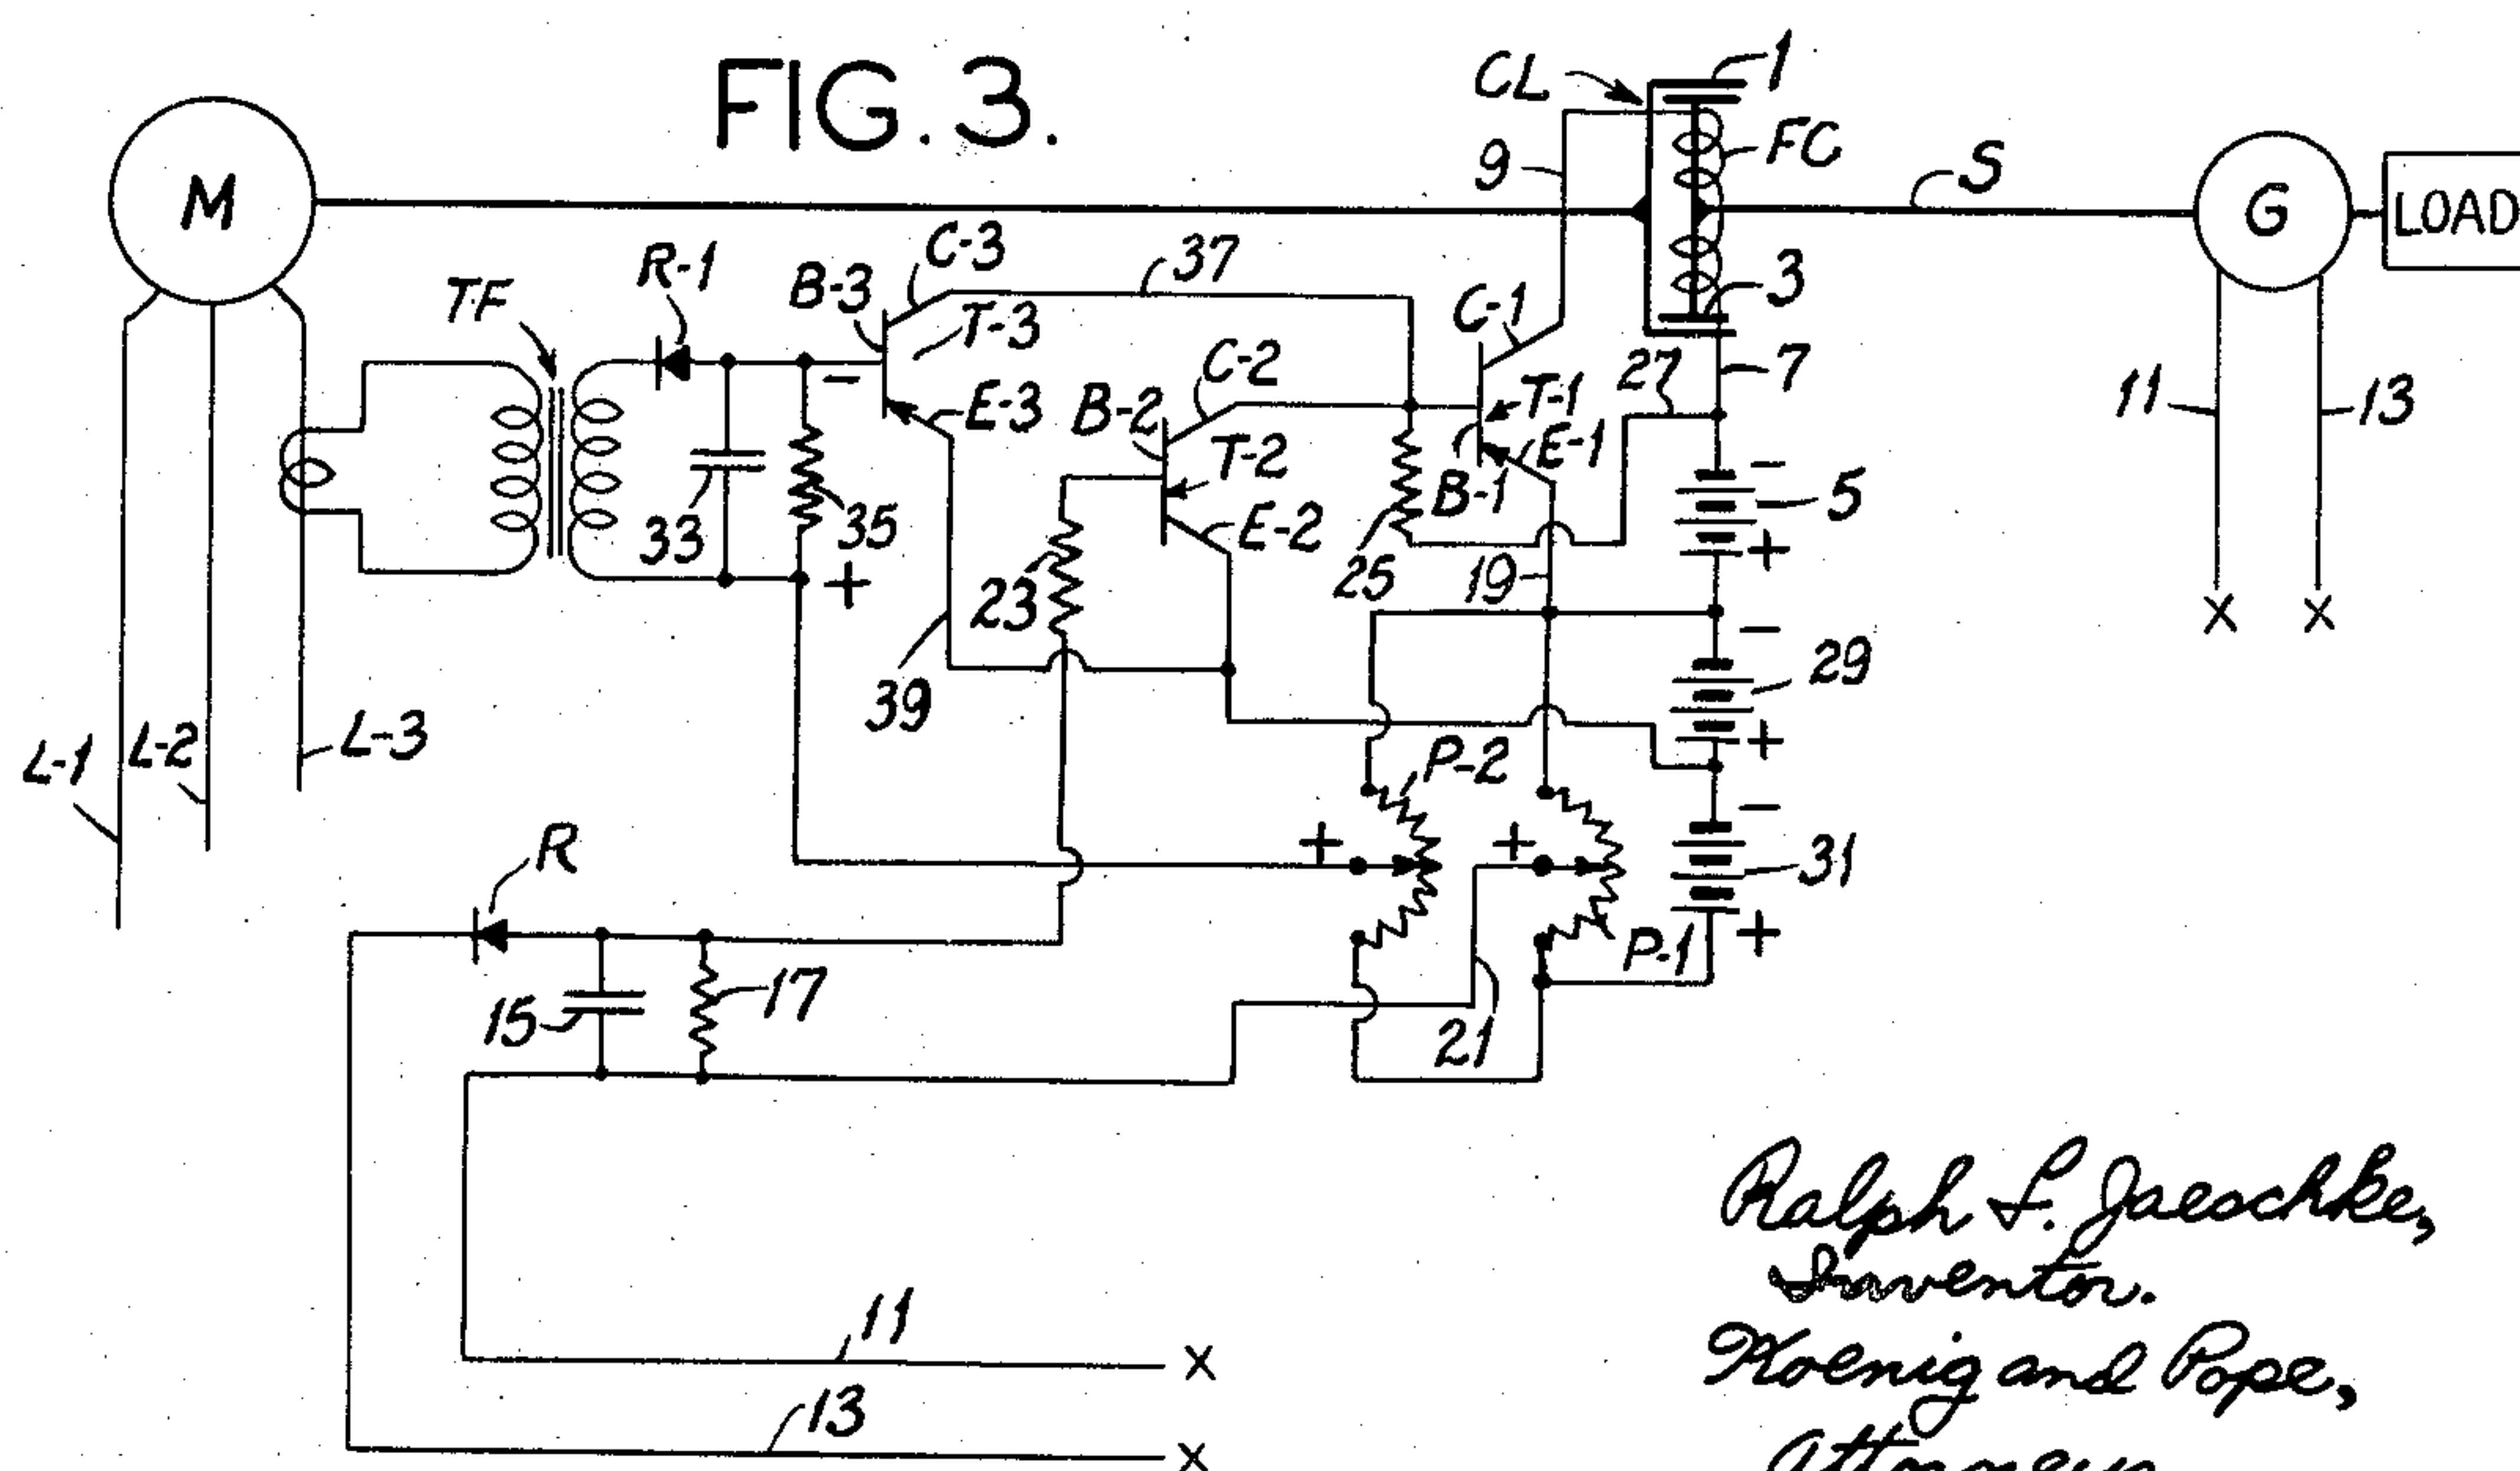 FIG. 3.
CL
1
FC
9
S
M
G
LOAD
C-3
37
R-1
B-3
TF
T-3
3
C-1
C-2
27
7
T-1
11
13
E-3
B-2
E-1
T-2
B-1
5
33
35
E-2
- + - + - +
25
19
23
X X
29
39
L-1
L-2
L-3
P-2
R
31
P-1
17
15
21
11
X
13
X
Ralph L. Jaeschke,
Inventor.
Koenig and Pope,